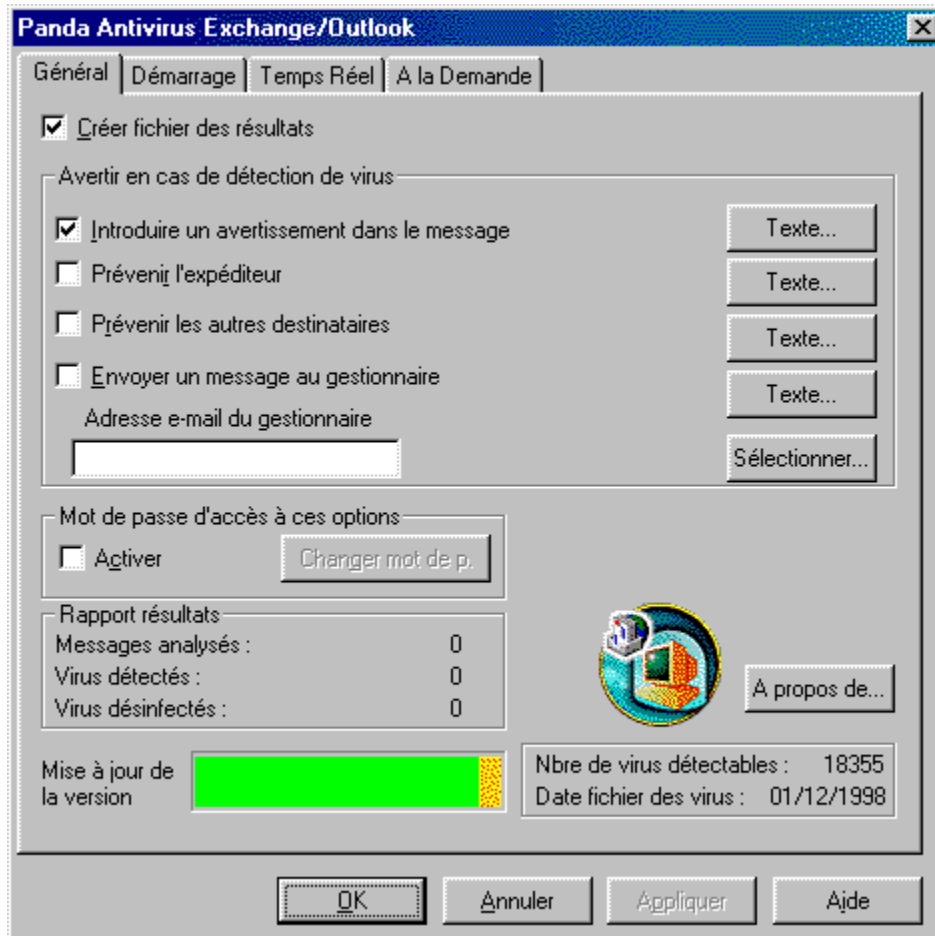 Panda Antivirus Exchange/Outlook
Général Démarrage Temps Réel A la Demande
Créer fichier des résultats
Avertir en cas de détection de virus
Introduire un avertissement dans le message Texte...
Prévenir l'expéditeur Texte...
Prévenir les autres destinataires Texte...
Envoyer un message au gestionnaire Texte...
Adresse e-mail du gestionnaire
Sélectionner...
Mot de passe d'accès à ces options
Activer Changer mot de p.
Rapport résultats
Messages analysés : 0
Virus détectés : 0
Virus désinfectés : 0
A propos de...
Mise à jour de
la version
Nbre de virus détectables : 18355
Date fichier des virus : 01/12/1998
OK Annuler Appliquer Aide